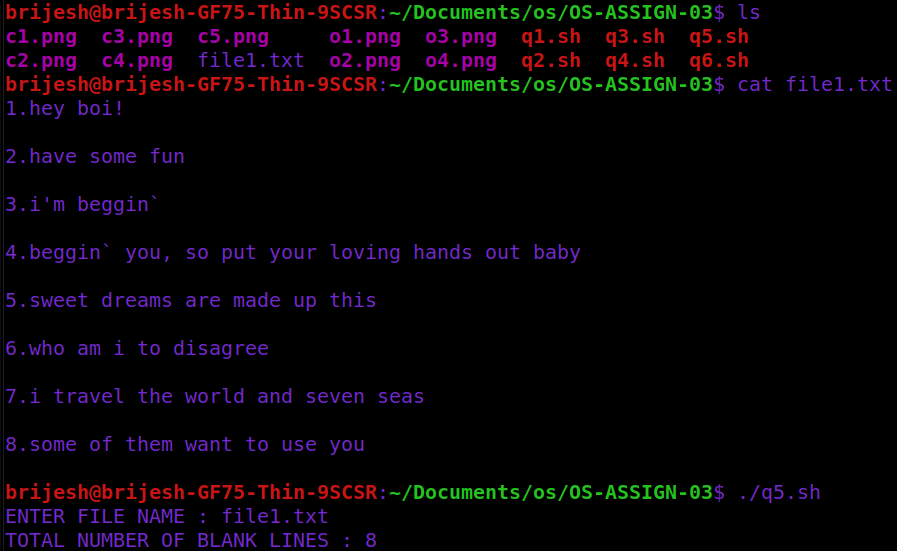 brijesh@brijesh-GF75-Thin-9SCSR:~/Documents/os/OS-ASSIGN-03$ ls
c1.png  c3.png  c5.png     o1.png  o3.png  q1.sh  q3.sh  q5.sh
c2.png  c4.png  file1.txt  o2.png  o4.png  q2.sh  q4.sh  q6.sh
brijesh@brijesh-GF75-Thin-9SCSR:~/Documents/os/OS-ASSIGN-03$ cat file1.txt
1.hey boi!
2.have some fun
3.i'm beggin`
4.beggin` you, so put your loving hands out baby
5.sweet dreams are made up this
6.who am i to disagree
7.i travel the world and seven seas
8.some of them want to use you
brijesh@brijesh-GF75-Thin-9SCSR:~/Documents/os/OS-ASSIGN-03$ ./q5.sh
ENTER FILE NAME : file1.txt
TOTAL NUMBER OF BLANK LINES : 8